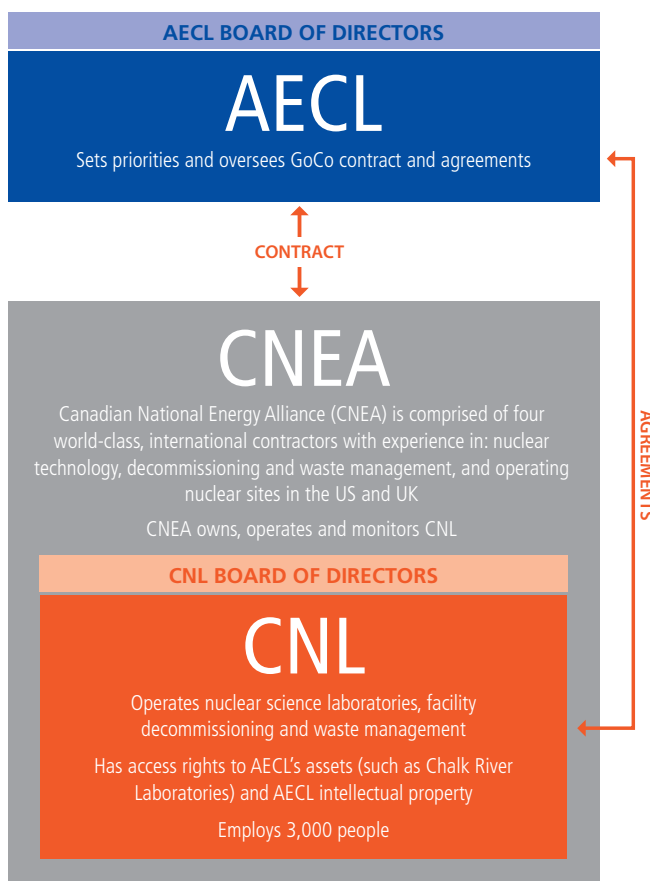 AECL BOARD OF DIRECTORS
AECL
Sets priorities and oversees GoCo contract and agreements
CONTRACT
CNEA
Canadian National Energy Alliance (CNEA) is comprised of four
world-class, international contractors with experience in: nuclear
technology, decommissioning and waste management, and operating
nuclear sites in the US and UK
CNEA owns, operates and monitors CNL
AGREEMENTS
CNL BOARD OF DIRECTORS
CNL
Operates nuclear science laboratories, facility
decommissioning and waste management
Has access rights to AECL's assets (such as Chalk River
Laboratories) and AECL intellectual property
Employs 3,000 people